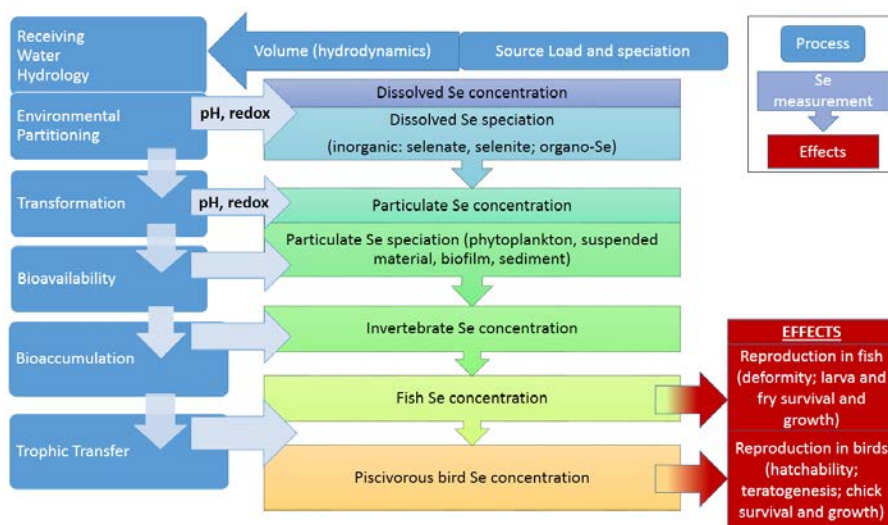 Receiving
Water
Hydrology
Volume (hydrodynamics)
Source Load and speciation
Process
Se
measurement
Effects
Environmental
Partitioning
pH, redox
Dissolved Se concentration
Dissolved Se speciation
(inorganic: selenate, selenite; organo-Se)
Transformation
pH, redox
Particulate Se concentration
Particulate Se speciation (phytoplankton, suspended
material, biofilm, sediment)
Bioavailability
Invertebrate Se concentration
Bioaccumulation
Fish Se concentration
Trophic Transfer
Piscivorous bird Se concentration
EFFECTS
Reproduction in fish
(deformity; larva and
fry survival and
growth)
Reproduction in birds
(hatchability;
teratogenesis; chick
survival and growth)